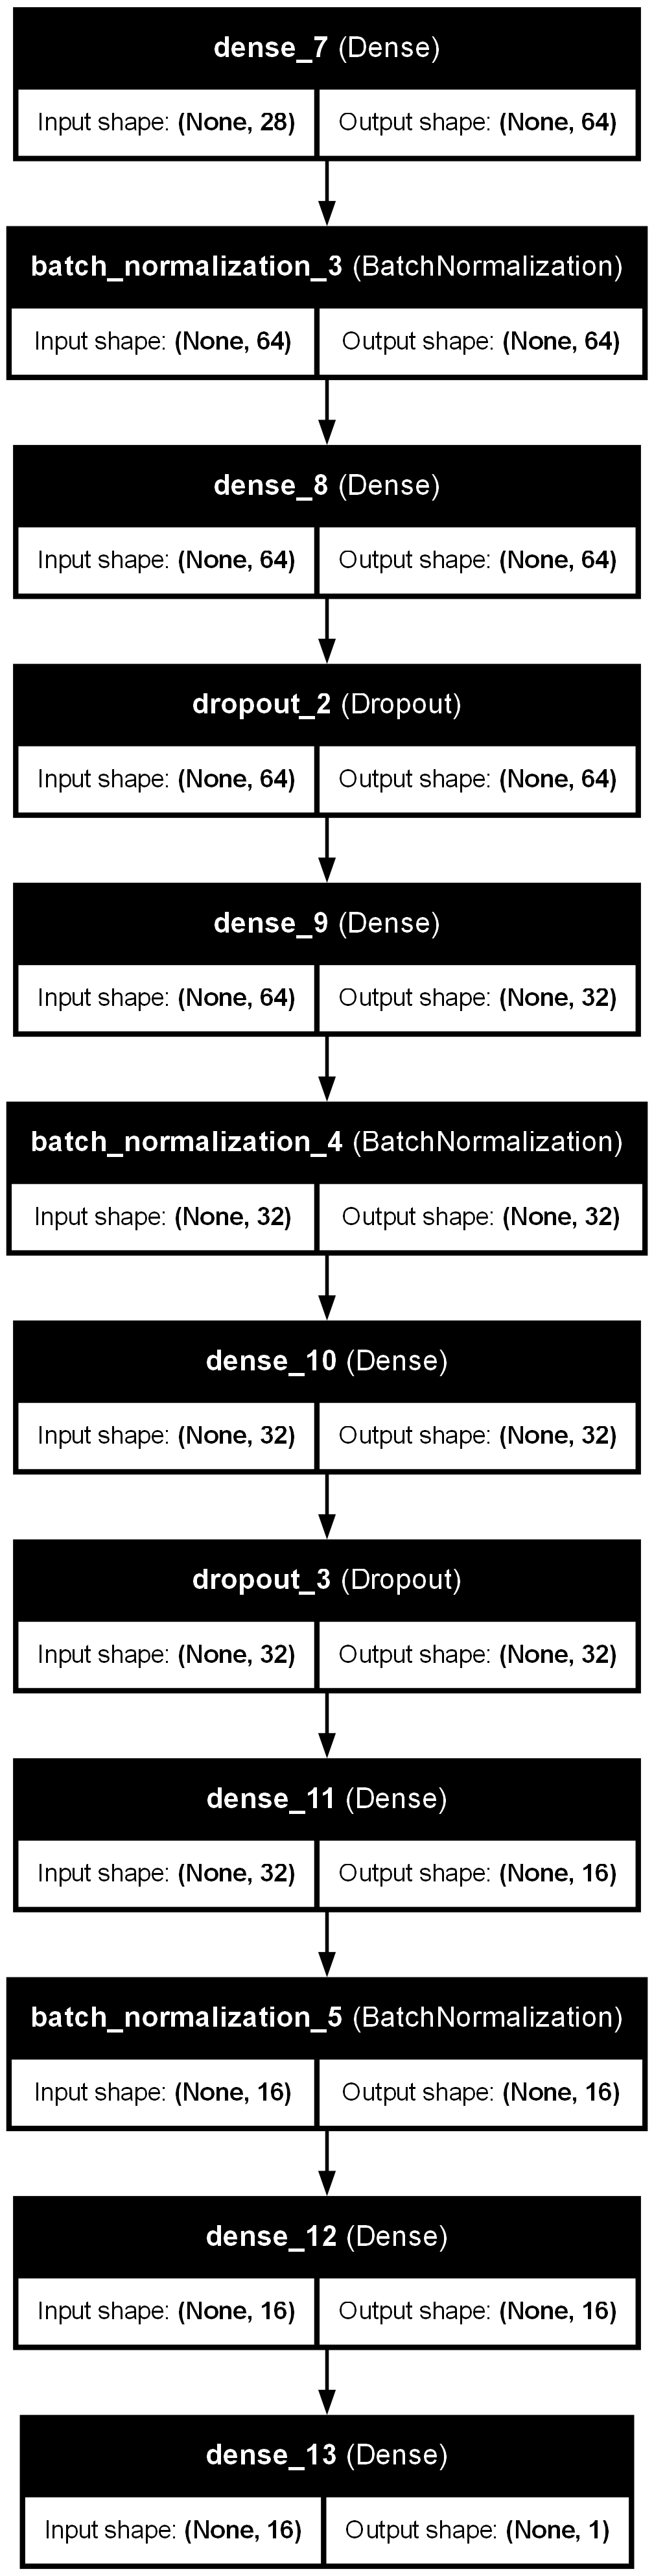 dense_7 (Dense)
Input shape: (None, 28) Output shape: (None, 64)
batch_normalization_3 (BatchNormalization)
Input shape: (None, 64) Output shape: (None, 64)
dense_8 (Dense)
Input shape: (None, 64) Output shape: (None, 64)
dropout_2 (Dropout)
Input shape: (None, 64) Output shape: (None, 64)
dense_9 (Dense)
Input shape: (None, 64) Output shape: (None, 32)
batch_normalization_4 (BatchNormalization)
Input shape: (None, 32) Output shape: (None, 32)
dense_10 (Dense)
Input shape: (None, 32) Output shape: (None, 32)
dropout_3 (Dropout)
Input shape: (None, 32) Output shape: (None, 32)
dense_11 (Dense)
Input shape: (None, 32) Output shape: (None, 16)
batch_normalization_5 (BatchNormalization)
Input shape: (None, 16) Output shape: (None, 16)
dense_12 (Dense)
Input shape: (None, 16) Output shape: (None, 16)
dense_13 (Dense)
Input shape: (None, 16) Output shape: (None, 1)